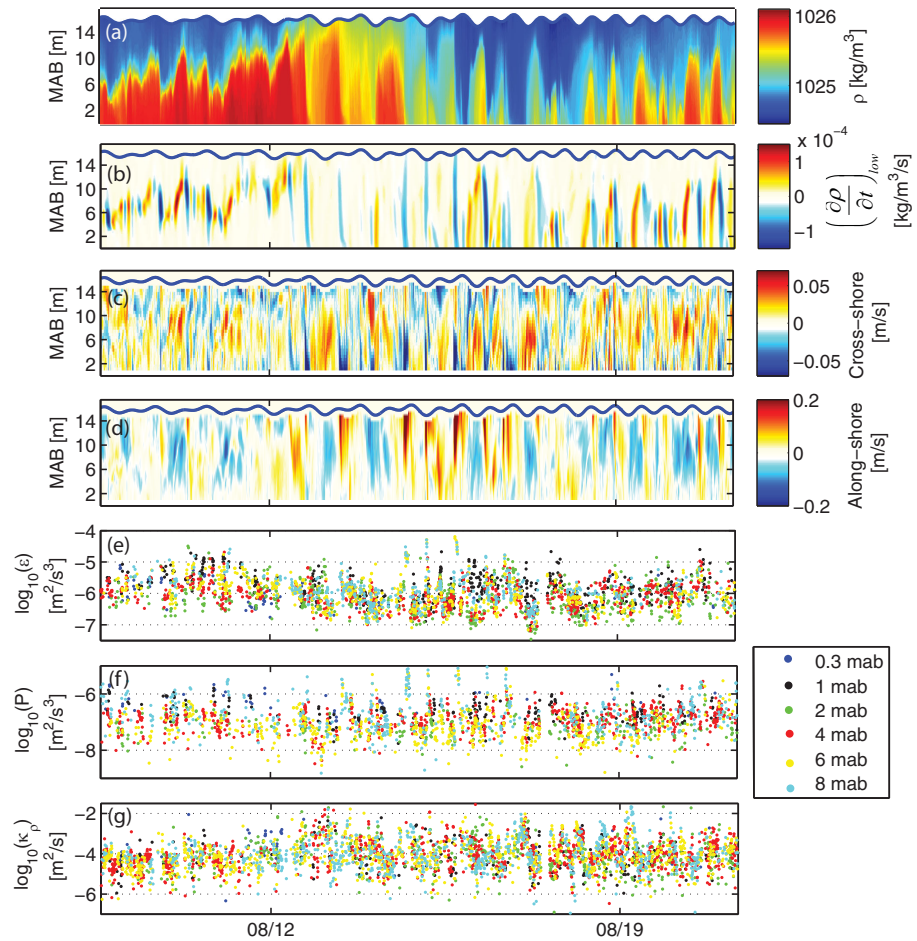 (a)
MAB [m]
14
10
6
2
1026
1025
ρ [kg/m³]
(b)
MAB [m]
14
10
6
2
x 10⁻⁴
1
0
−1
(∂ρ/∂t)low
[kg/m³/s]
(c)
MAB [m]
14
10
6
2
0.05
0
−0.05
Cross−shore
[m/s]
(d)
MAB [m]
14
10
6
2
0.2
0
−0.2
Along−shore
[m/s]
(e)
log₁₀(ε)
[m²/s³]
−4
−5
−6
−7
(f)
log₁₀(P)
[m²/s³]
−6
−8
(g)
log₁₀(κρ)
[m²/s]
−2
−4
−6
08/12
08/19
0.3 mab
1 mab
2 mab
4 mab
6 mab
8 mab